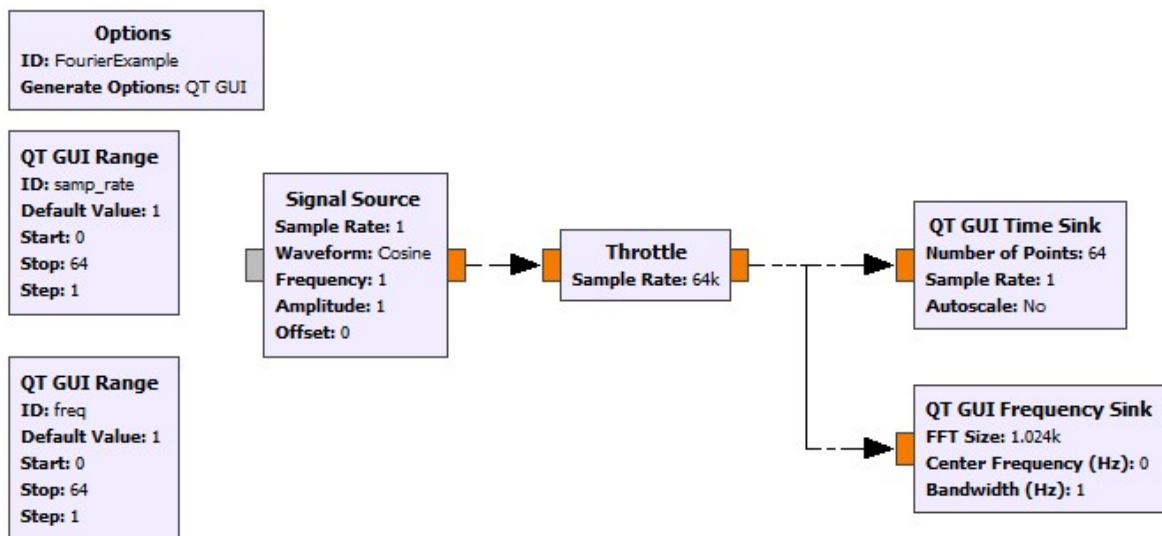 Options
ID: FourierExample
Generate Options: QT GUI
QT GUI Range
ID: samp_rate
Default Value: 1
Start: 0
Stop: 64
Step: 1
QT GUI Range
ID: freq
Default Value: 1
Start: 0
Stop: 64
Step: 1
Signal Source
Sample Rate: 1
Waveform: Cosine
Frequency: 1
Amplitude: 1
Offset: 0
Throttle
Sample Rate: 64k
QT GUI Time Sink
Number of Points: 64
Sample Rate: 1
Autoscale: No
QT GUI Frequency Sink
FFT Size: 1.024k
Center Frequency (Hz): 0
Bandwidth (Hz): 1